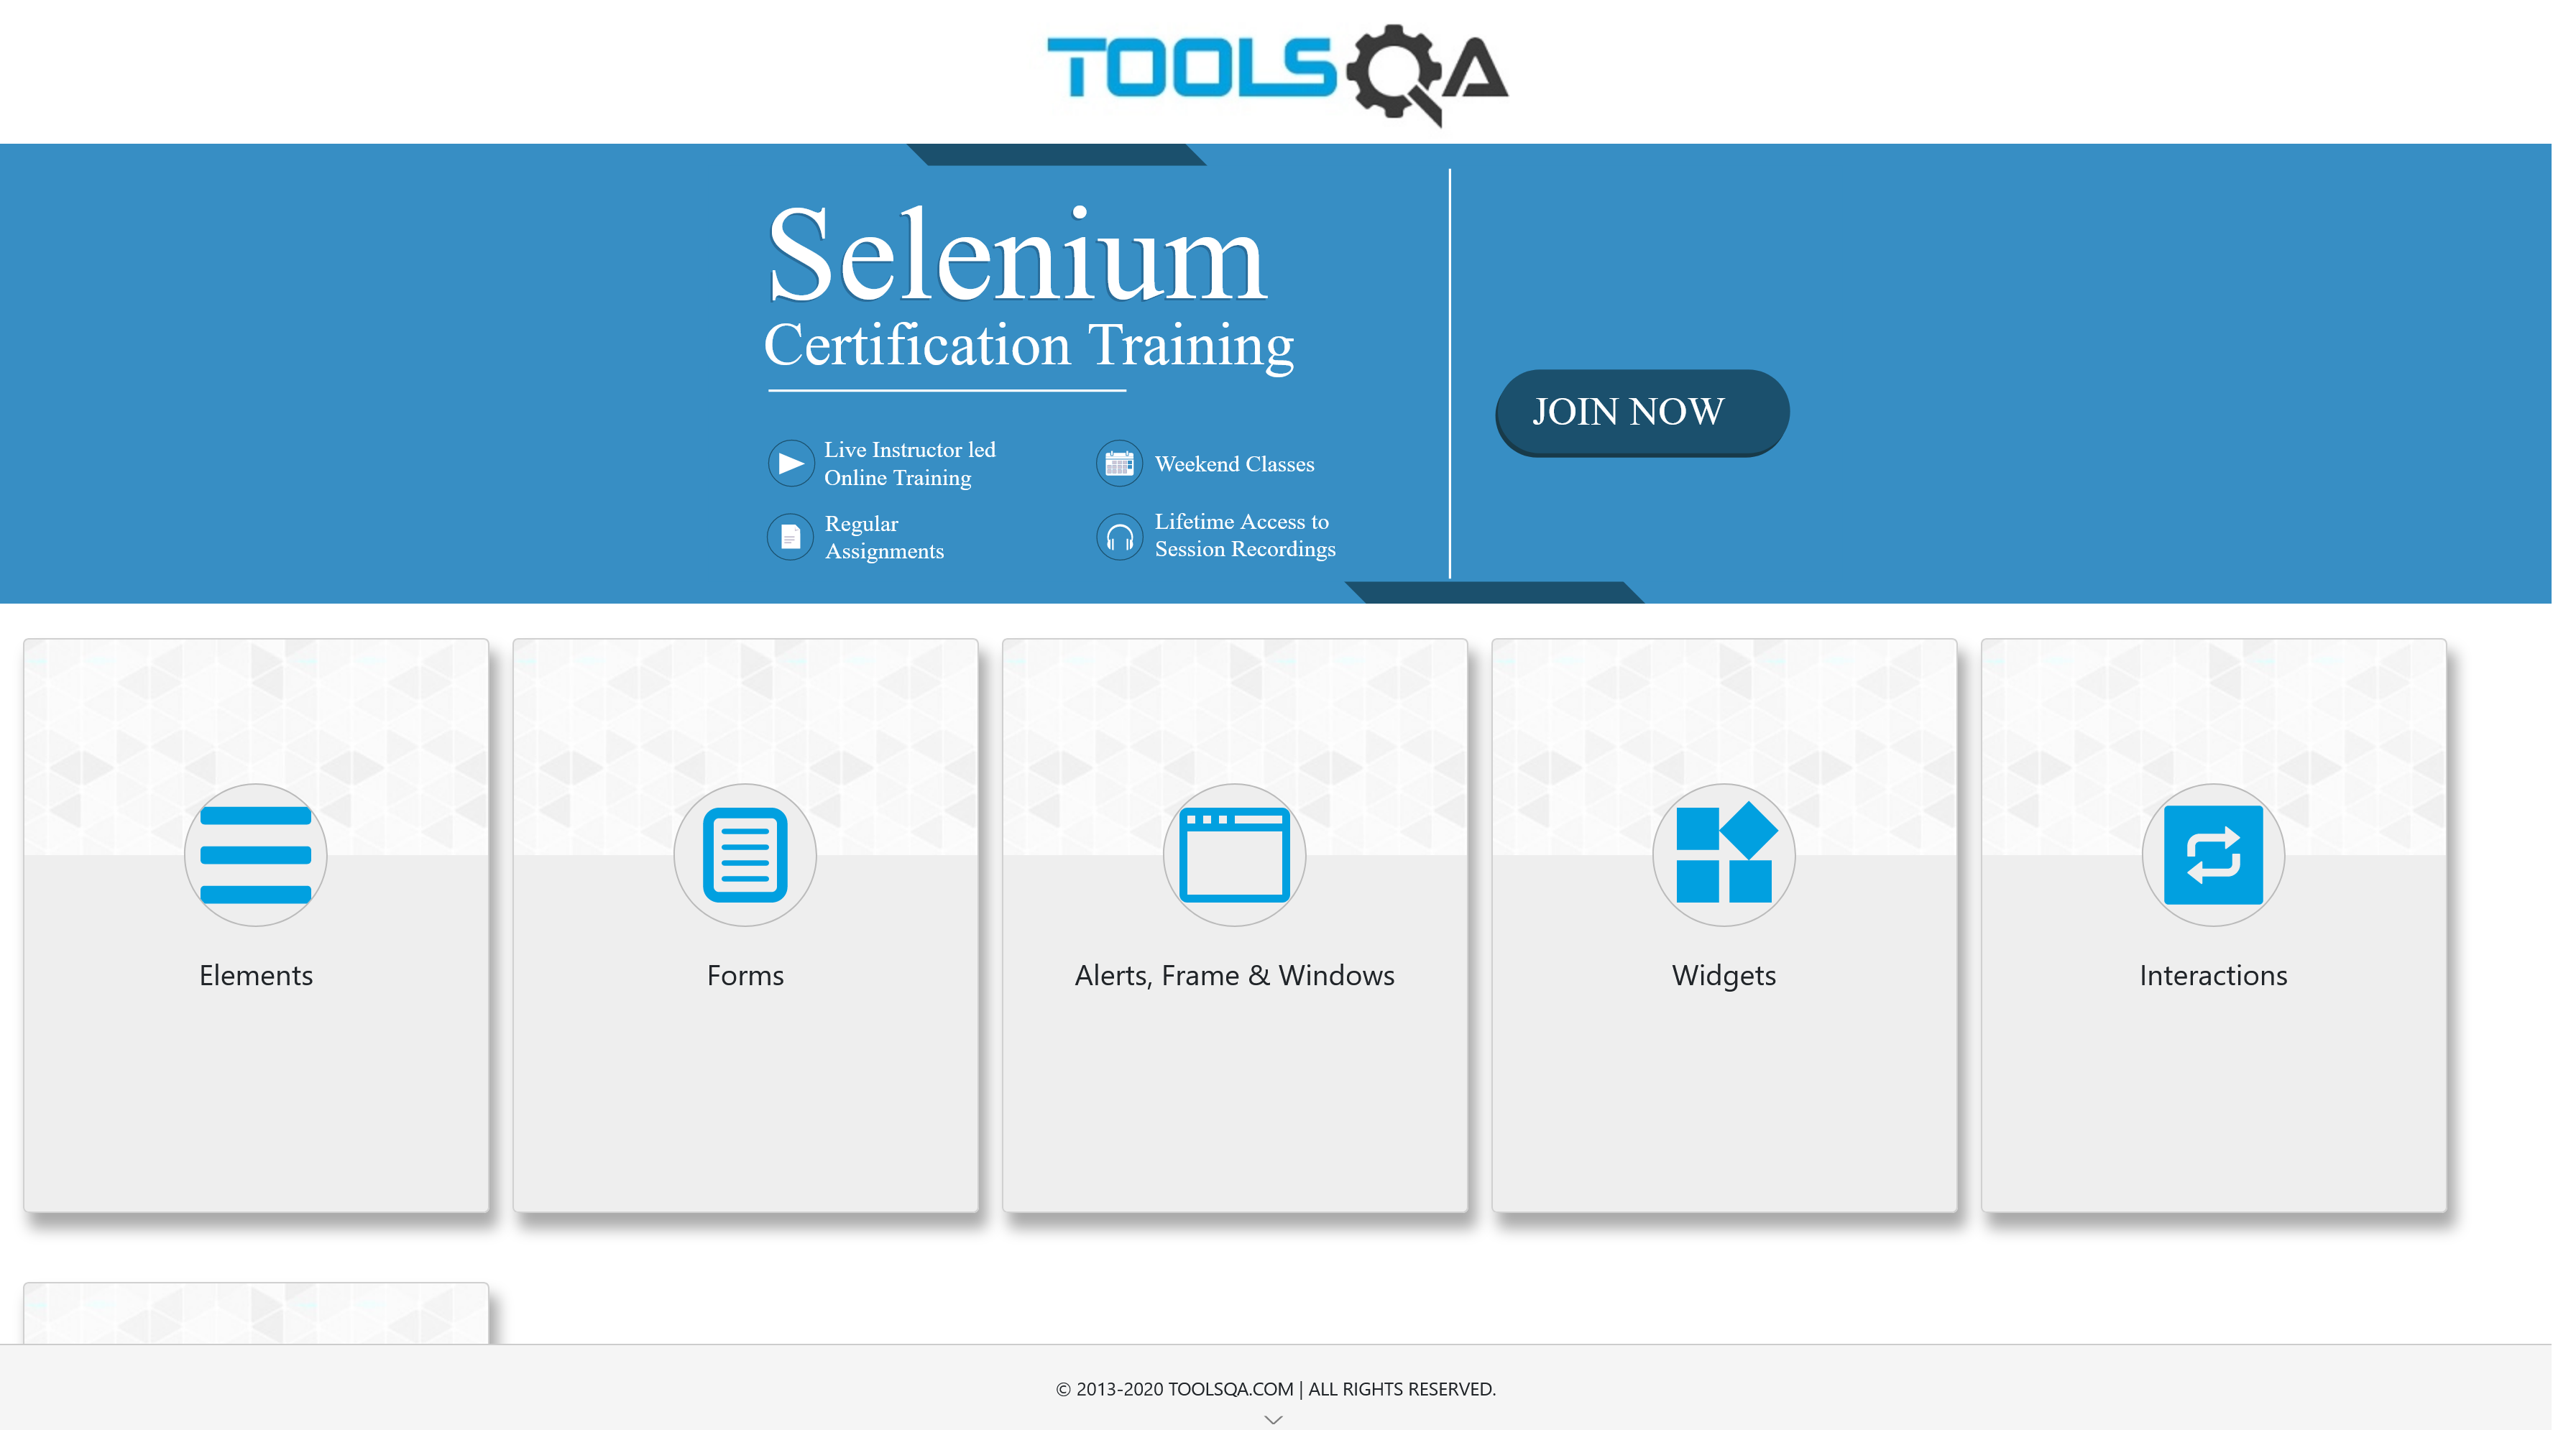 TOOLSQA
Selenium
Certification Training
JOIN NOW
Live Instructor led
Online Training
Weekend Classes
Regular
Assignments
Lifetime Access to
Session Recordings
Elements
Forms
Alerts, Frame & Windows
Widgets
Interactions
© 2013-2020 TOOLSQA.COM | ALL RIGHTS RESERVED.